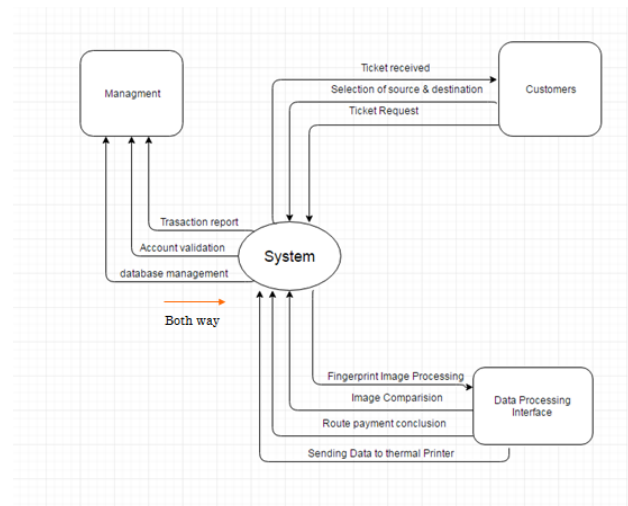 Managment
Ticket received
Selection of source & destination
Ticket Request
Customers
Trasaction report
Account validation
database management
System
Both way
Fingerprint Image Processing
Image Comparision
Route payment conclusion
Sending Data to thermal Printer
Data Processing
Interface